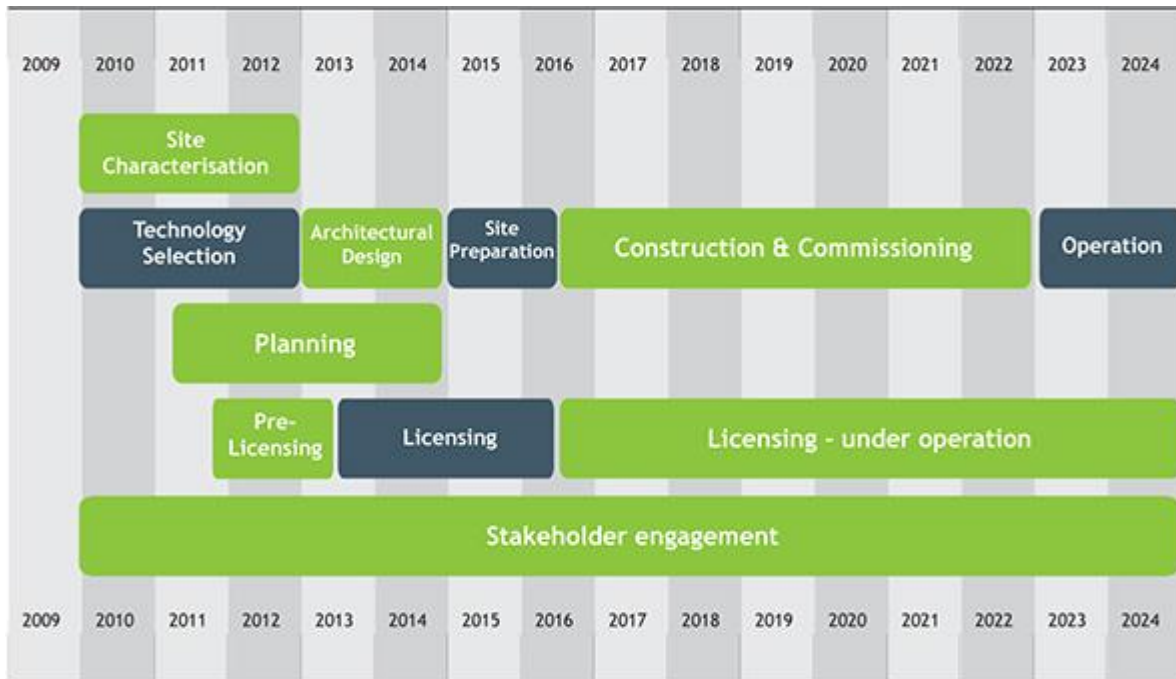 2009 2010 2011 2012 2013 2014 2015 2016 2017 2018 2019 2020 2021 2022 2023 2024
Site
Characterisation
Technology
Selection
Architectural
Design
Site
Preparation
Construction & Commissioning
Operation
Planning
Pre-
Licensing
Licensing
Licensing - under operation
Stakeholder engagement
2009 2010 2011 2012 2013 2014 2015 2016 2017 2018 2019 2020 2021 2022 2023 2024